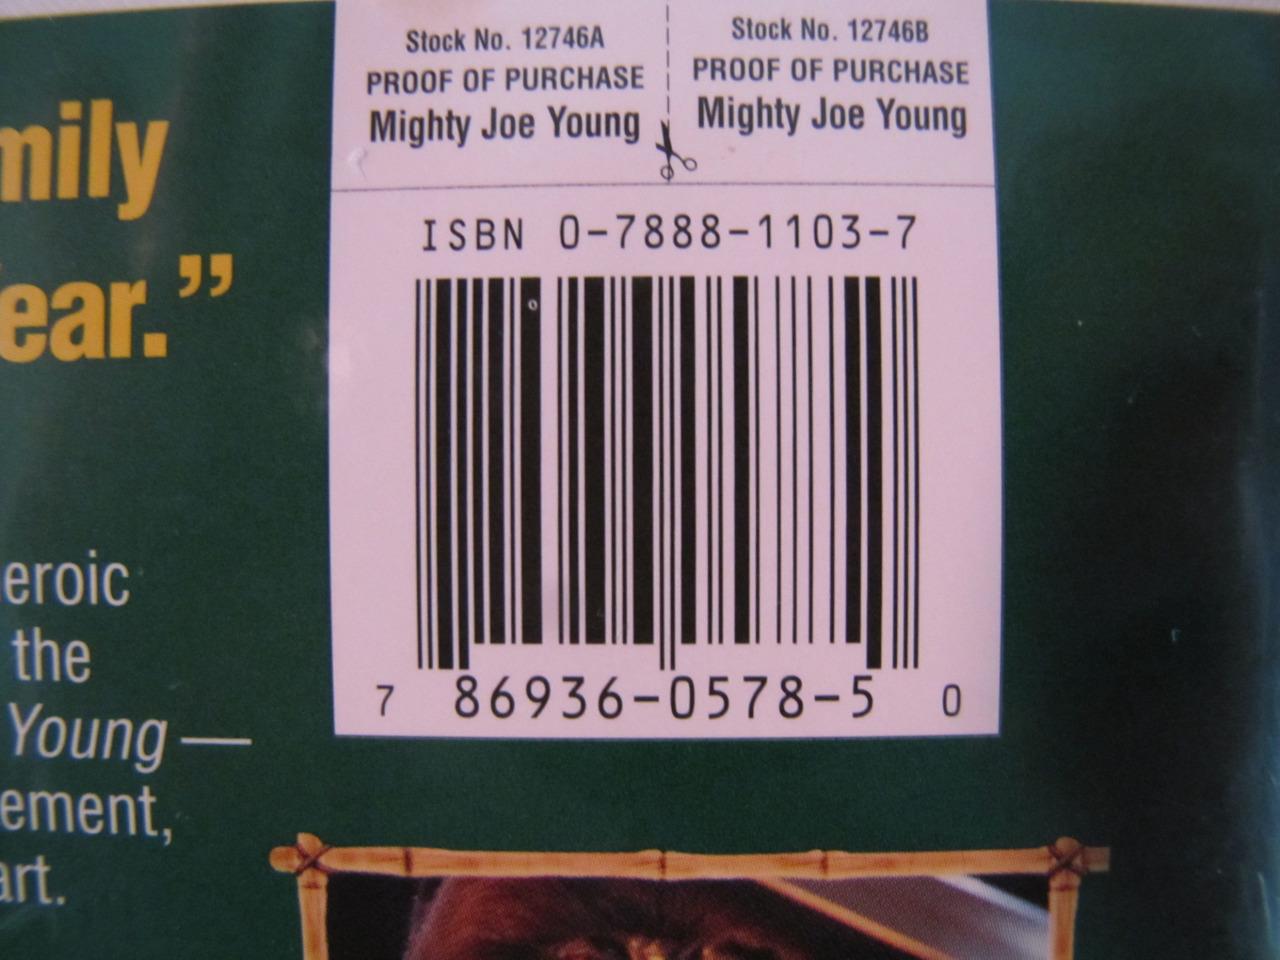 Stock No. 12746A
PROOF OF PURCHASE
Mighty Joe Young
Stock No. 12746B
PROOF OF PURCHASE
Mighty Joe Young
ISBN 0-7888-1103-7
7 86936-0578-5 0
mily
ear.”
eroic
the
Young —
ement,
art.